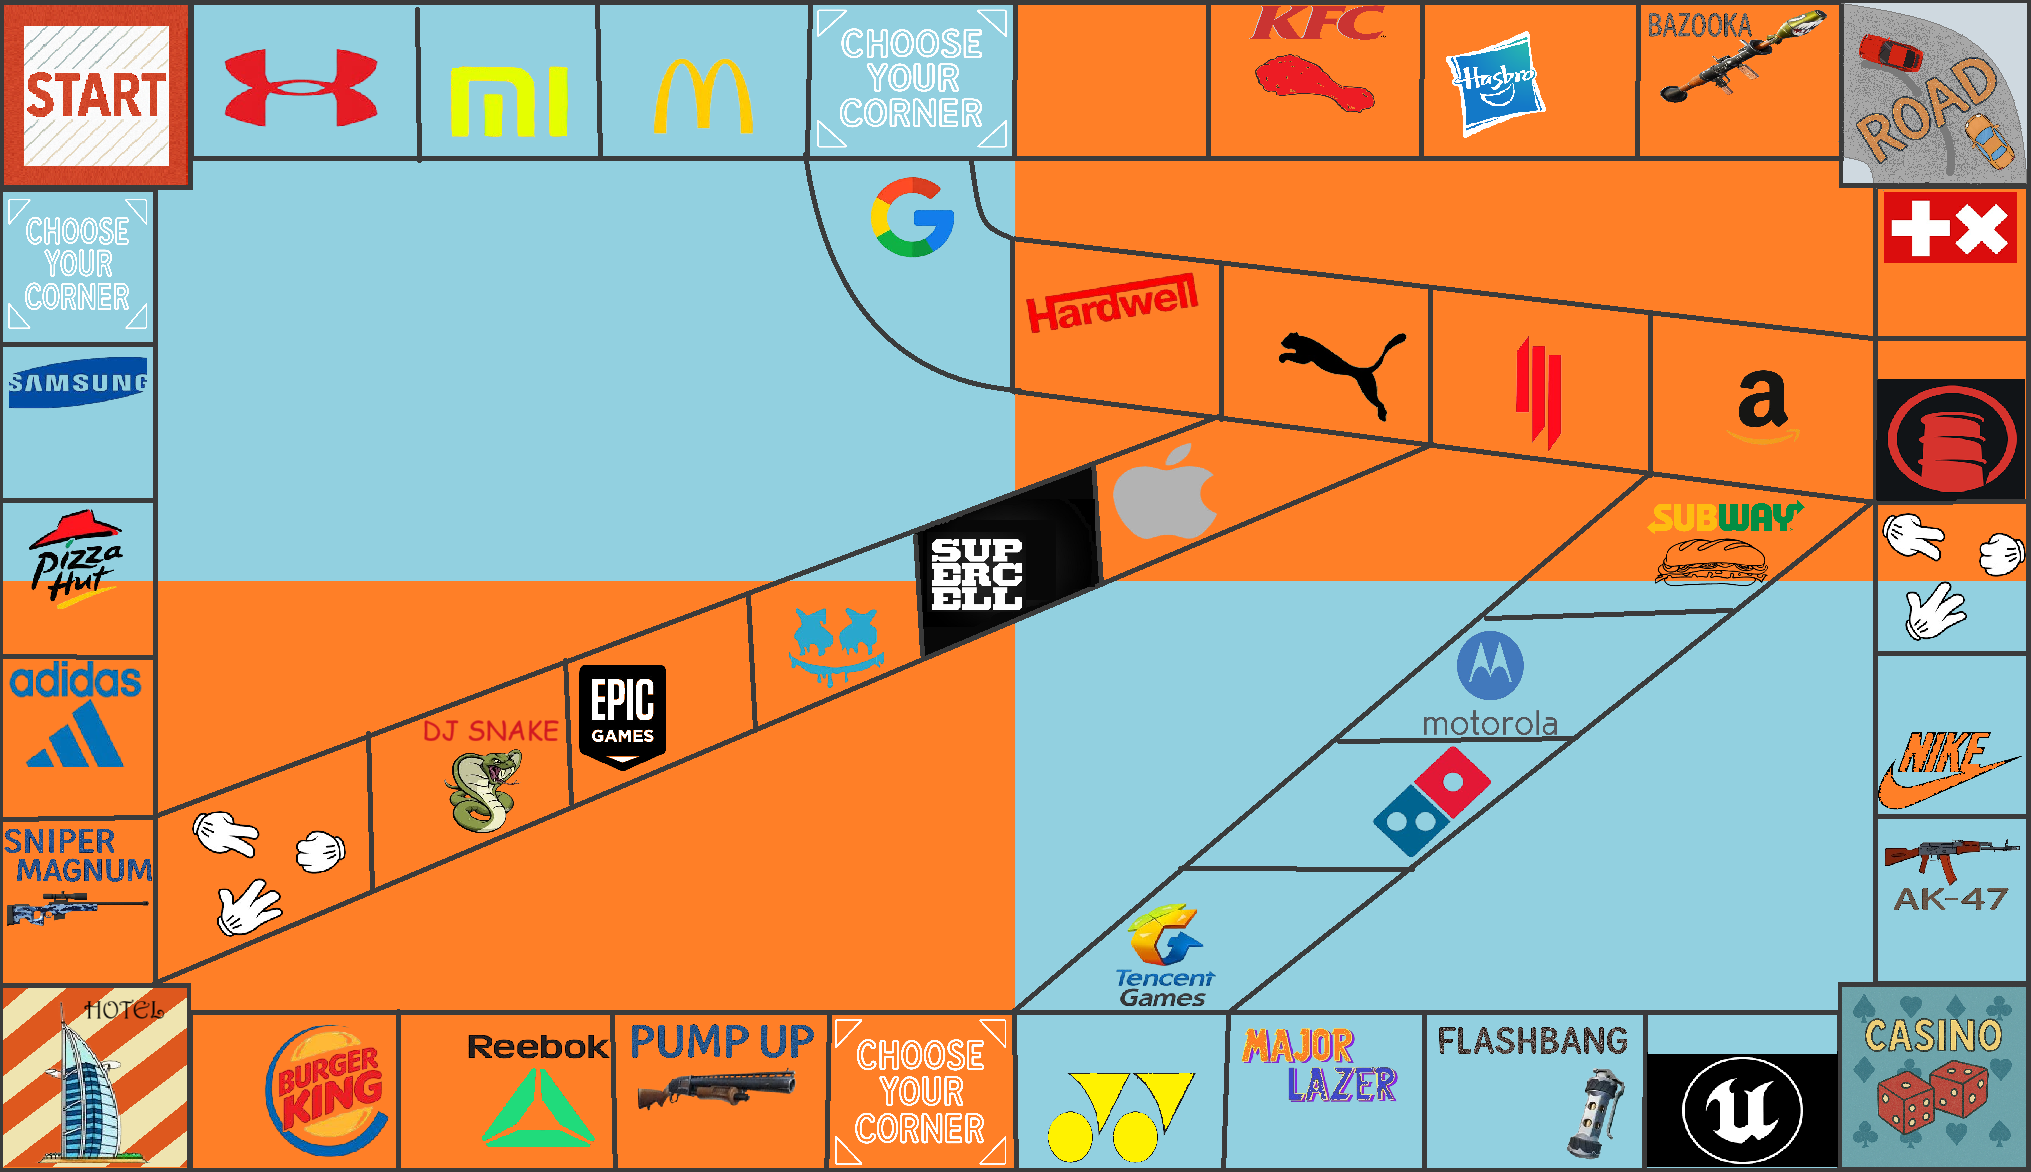 START
CHOOSE
YOUR
CORNER
KFC
Hasbro
BAZOOKA
ROAD
CHOOSE
YOUR
CORNER
Hardwell
SAMSUNG
a
SUP
ERC
ELL
SUBWAY
Pizza
Hut
adidas
EPIC
GAMES
DJ SNAKE
motorola
NIKE
SNIPER
MAGNUM
AK-47
Tencent
Games
HOTEL
BURGER
KING
Reebok
PUMP UP
CHOOSE
YOUR
CORNER
MAJOR
LAZER
FLASHBANG
CASINO